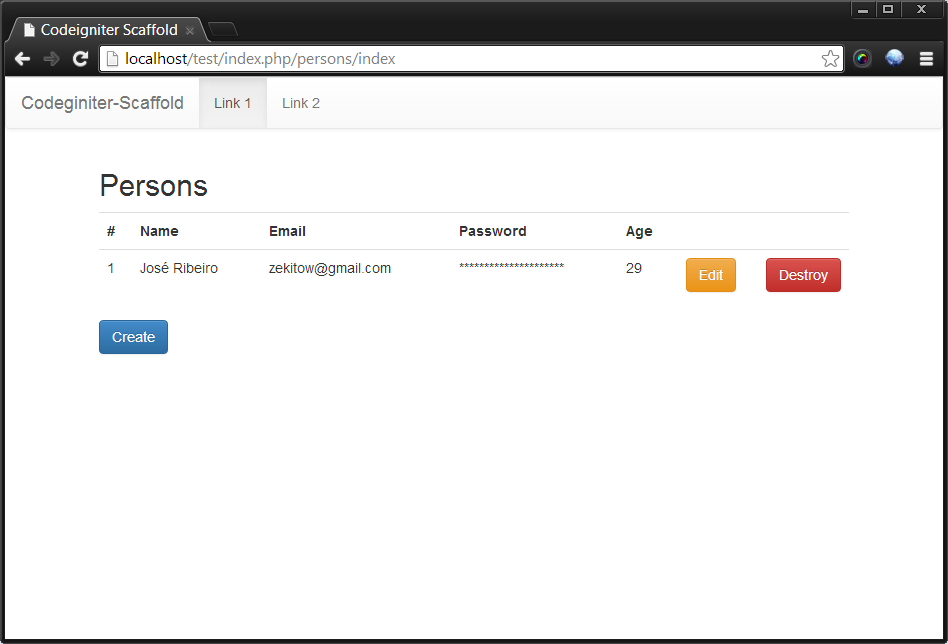 Codeigniter Scaffold
localhost/test/index.php/persons/index
Codeginiter-Scaffold Link 1 Link 2
Persons
# Name Email Password Age
1 José Ribeiro zekitow@gmail.com ********************* 29 Edit Destroy
Create